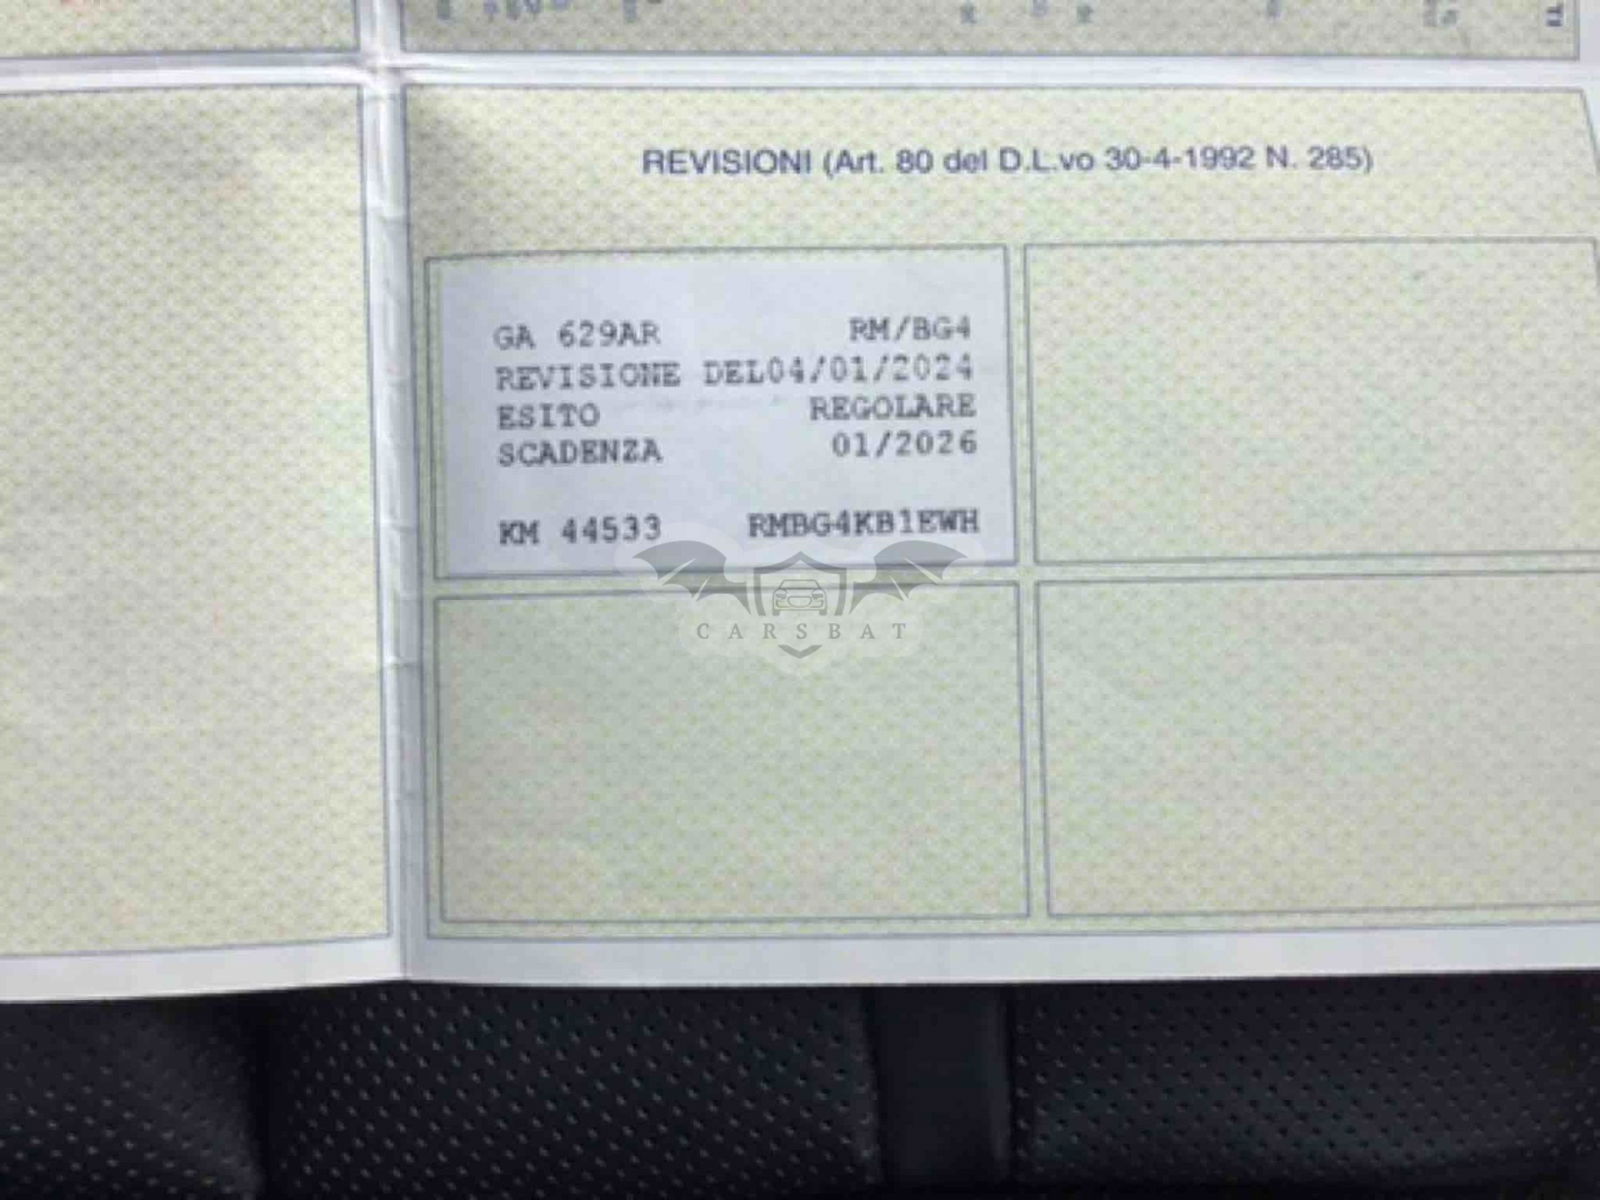 REVISIONI (Art. 80 del D.L.vo 30-4-1992 N. 285)
GA 629AR RM/BG4
REVISIONE DEL04/01/2024
ESITO REGOLARE
SCADENZA 01/2026
KM 44533 RMBG4KB1EWH
CARSBAT